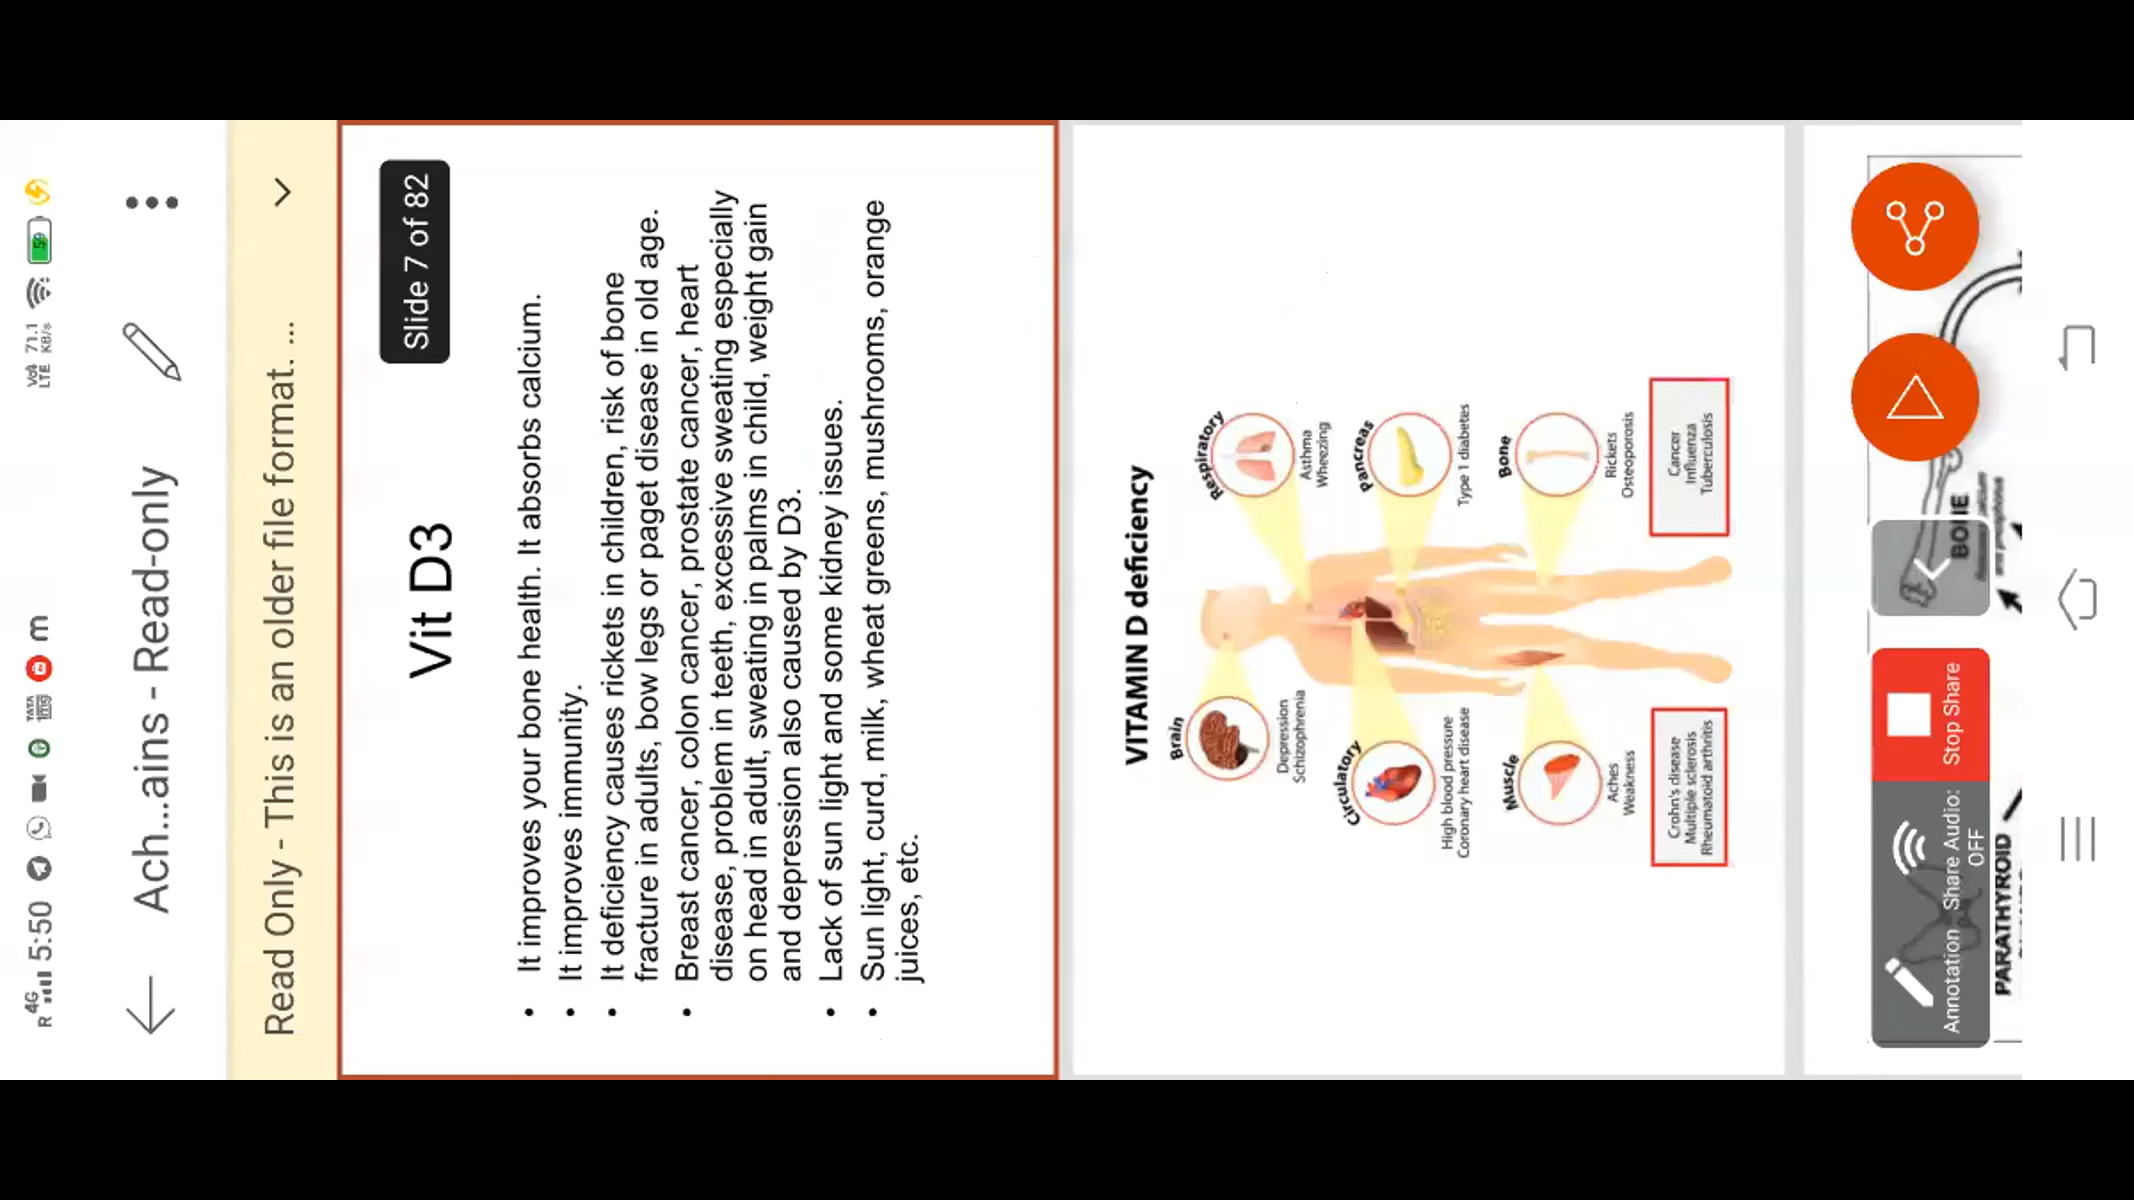 R 4G 5:50
m
Vo)) LTE 71.1 KB/s
59
Ach...ains - Read-only
Read Only - This is an older file format. ...
Slide 7 of 82
Vit D3
• It improves your bone health. It absorbs calcium.
• It improves immunity.
• It deficiency causes rickets in children, risk of bone
fracture in adults, bow legs or paget disease in old age.
• Breast cancer, colon cancer, prostate cancer, heart
disease, problem in teeth, excessive sweating especially
on head in adult, sweating in palms in child, weight gain
and depression also caused by D3.
• Lack of sun light and some kidney issues.
• Sun light, curd, milk, wheat greens, mushrooms, orange
juices, etc.
VITAMIN D deficiency
Brain
Depression
Schizophrenia
Respiratory
Asthma
Wheezing
Circulatory
High blood pressure
Coronary heart disease
Pancreas
Type 1 diabetes
Muscle
Aches
Weakness
Bone
Rickets
Osteoporosis
Crohn's disease
Multiple sclerosis
Rheumatoid arthritis
Cancer
Influenza
Tuberculosis
Annotation
Share Audio:
OFF
Stop Share
BONE
PARATHYROID